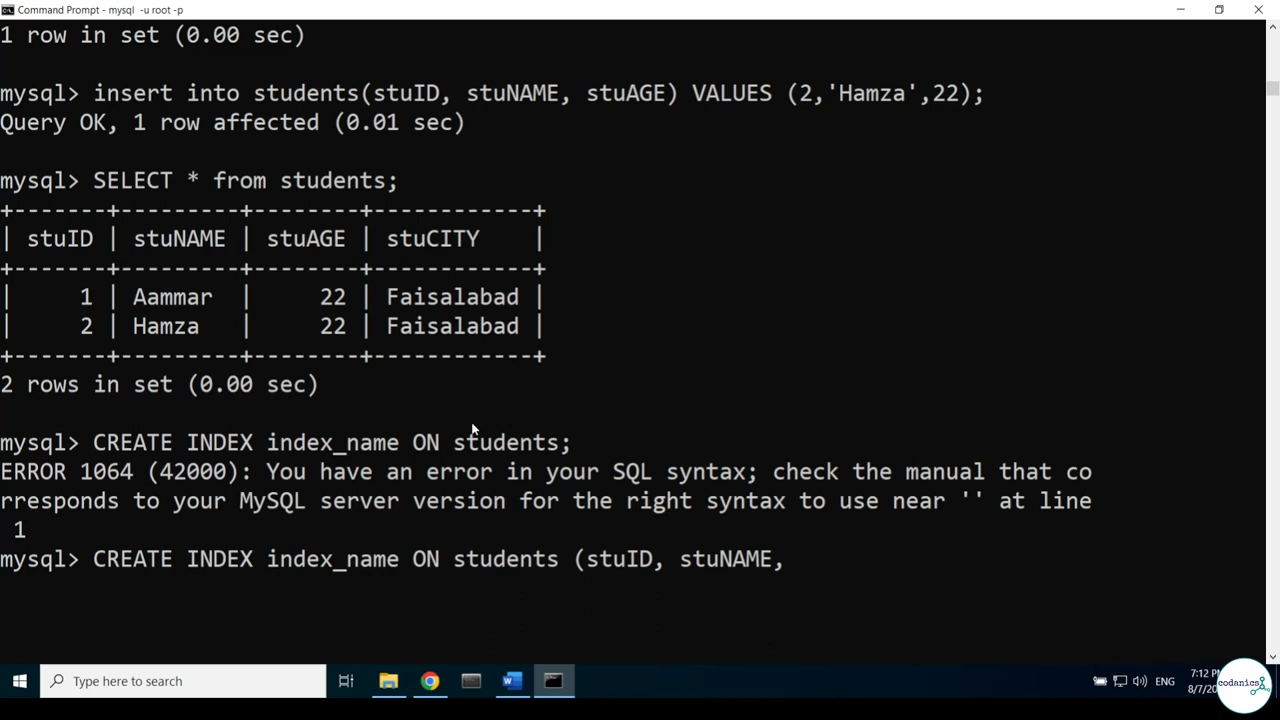 Command Prompt - mysql -u root -p
1 row in set (0.00 sec)
mysql> insert into students(stuID, stuNAME, stuAGE) VALUES (2,'Hamza',22);
Query OK, 1 row affected (0.01 sec)
mysql> SELECT * from students;
+-------+---------+--------+------------+
| stuID | stuNAME | stuAGE | stuCITY    |
+-------+---------+--------+------------+
|     1 | Aammar  |     22 | Faisalabad |
|     2 | Hamza   |     22 | Faisalabad |
+-------+---------+--------+------------+
2 rows in set (0.00 sec)
mysql> CREATE INDEX index_name ON students;
ERROR 1064 (42000): You have an error in your SQL syntax; check the manual that co
rresponds to your MySQL server version for the right syntax to use near '' at line
 1
mysql> CREATE INDEX index_name ON students (stuID, stuNAME,
Type here to search
ENG
7:12 P
8/7/2
codanics